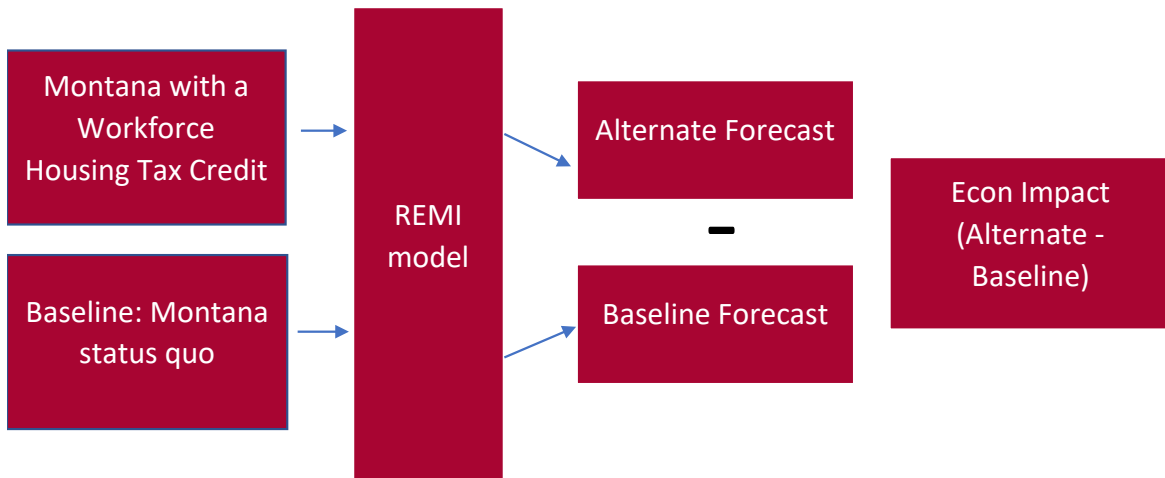 Montana with a
Workforce
Housing Tax Credit
Baseline: Montana
status quo
REMI
model
Alternate Forecast
-
Baseline Forecast
Econ Impact
(Alternate -
Baseline)